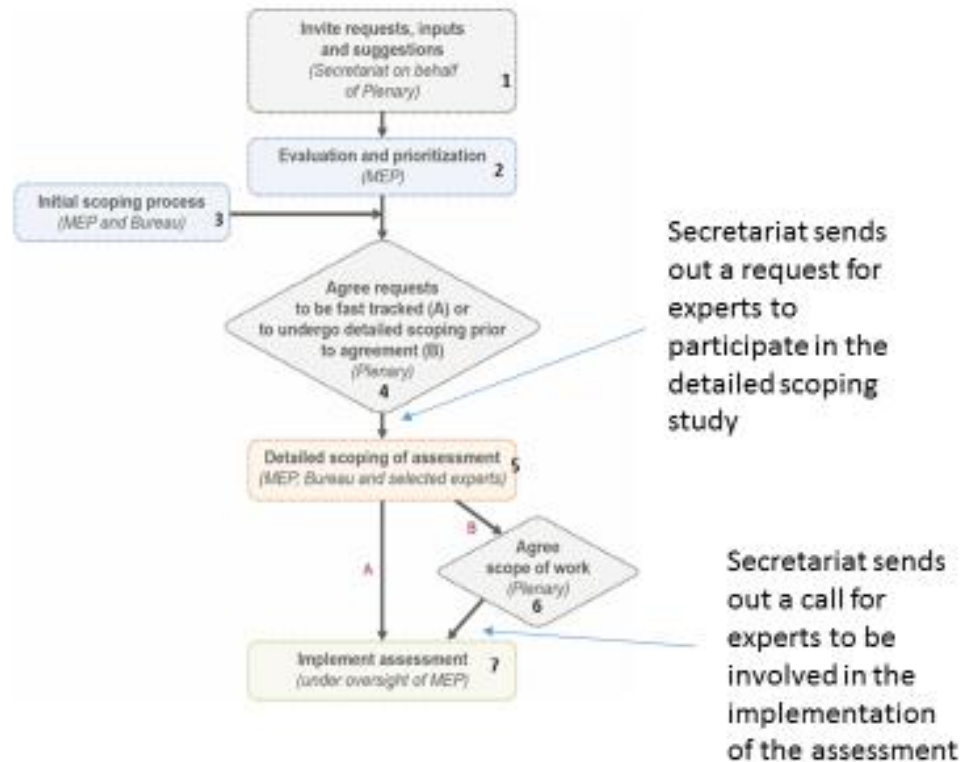 Invite requests, inputs
and suggestions
(Secretariat on behalf
of Plenary)
1
Evaluation and prioritization
(MEP)
2
Initial scoping process
(MEP and Bureau)
3
Agree requests
to be fast tracked (A) or
to undergo detailed scoping prior
to agreement (B)
(Plenary)
4
Secretariat sends
out a request for
experts to
participate in the
detailed scoping
study
Detailed scoping of assessment
(MEP, Bureau and selected experts)
5
A
B
Agree
scope of work
(Plenary)
6
Secretariat sends
out a call for
experts to be
involved in the
implementation
of the assessment
Implement assessment
(under oversight of MEP)
7